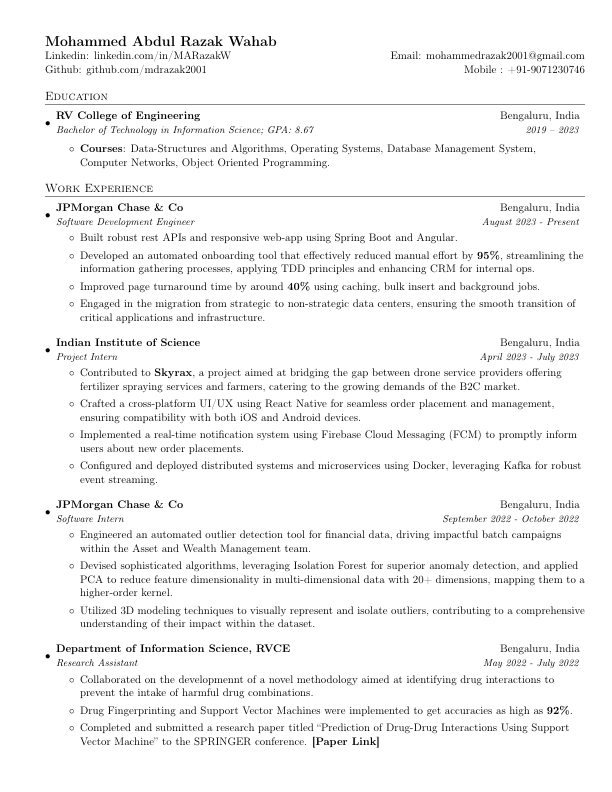 Mohammed Abdul Razak Wahab
Linkedin: linkedin.com/in/MARazakW
Email: mohammedrazak2001@gmail.com
Github: github.com/mdrazak2001
Mobile : +91-9071230746
Education
• RV College of Engineering
Bengaluru, India
Bachelor of Technology in Information Science; GPA: 8.67
2019 – 2023
◦ Courses: Data-Structures and Algorithms, Operating Systems, Database Management System,
Computer Networks, Object Oriented Programming.
Work Experience
• JPMorgan Chase & Co
Bengaluru, India
Software Development Engineer
August 2023 - Present
◦ Built robust rest APIs and responsive web-app using Spring Boot and Angular.
◦ Developed an automated onboarding tool that effectively reduced manual effort by 95%, streamlining the
information gathering processes, applying TDD principles and enhancing CRM for internal ops.
◦ Improved page turnaround time by around 40% using caching, bulk insert and background jobs.
◦ Engaged in the migration from strategic to non-strategic data centers, ensuring the smooth transition of
critical applications and infrastructure.
• Indian Institute of Science
Bengaluru, India
Project Intern
April 2023 - July 2023
◦ Contributed to Skyrax, a project aimed at bridging the gap between drone service providers offering
fertilizer spraying services and farmers, catering to the growing demands of the B2C market.
◦ Crafted a cross-platform UI/UX using React Native for seamless order placement and management,
ensuring compatibility with both iOS and Android devices.
◦ Implemented a real-time notification system using Firebase Cloud Messaging (FCM) to promptly inform
users about new order placements.
◦ Configured and deployed distributed systems and microservices using Docker, leveraging Kafka for robust
event streaming.
• JPMorgan Chase & Co
Bengaluru, India
Software Intern
September 2022 - October 2022
◦ Engineered an automated outlier detection tool for financial data, driving impactful batch campaigns
within the Asset and Wealth Management team.
◦ Devised sophisticated algorithms, leveraging Isolation Forest for superior anomaly detection, and applied
PCA to reduce feature dimensionality in multi-dimensional data with 20+ dimensions, mapping them to a
higher-order kernel.
◦ Utilized 3D modeling techniques to visually represent and isolate outliers, contributing to a comprehensive
understanding of their impact within the dataset.
• Department of Information Science, RVCE
Bengaluru, India
Research Assistant
May 2022 - July 2022
◦ Collaborated on the developmennt of a novel methodology aimed at identifying drug interactions to
prevent the intake of harmful drug combinations.
◦ Drug Fingerprinting and Support Vector Machines were implemented to get accuracies as high as 92%.
◦ Completed and submitted a research paper titled “Prediction of Drug-Drug Interactions Using Support
Vector Machine” to the SPRINGER conference. [Paper Link]